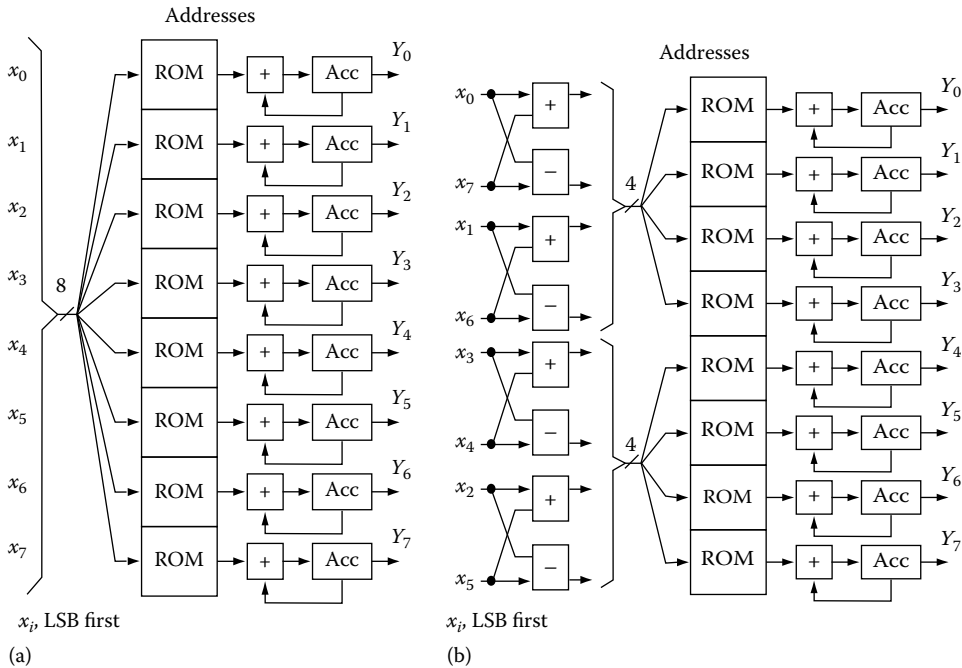 Addresses
x0
x1
x2
x3
x4
x5
x6
x7
8
ROM + Acc Y0
ROM + Acc Y1
ROM + Acc Y2
ROM + Acc Y3
ROM + Acc Y4
ROM + Acc Y5
ROM + Acc Y6
ROM + Acc Y7
xi, LSB first
(a)
Addresses
x0 +
x7 −
x1 +
x6 −
x3 +
x4 −
x2 +
x5 −
4
4
ROM + Acc Y0
ROM + Acc Y1
ROM + Acc Y2
ROM + Acc Y3
ROM + Acc Y4
ROM + Acc Y5
ROM + Acc Y6
ROM + Acc Y7
xi, LSB first
(b)